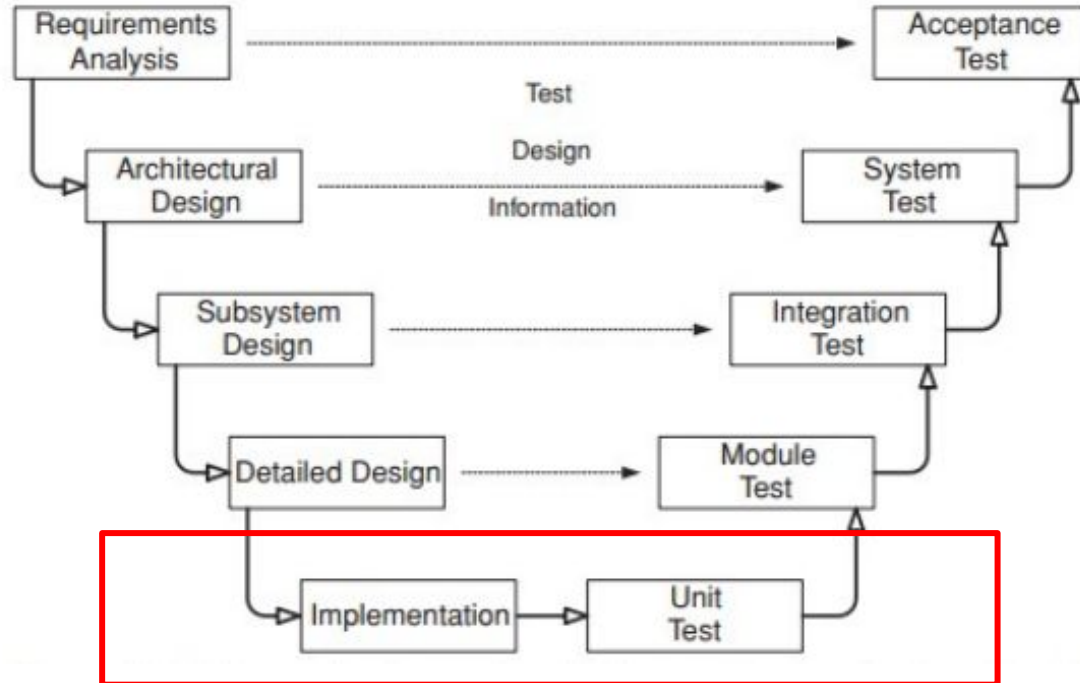 Requirements
Analysis
Acceptance
Test
Test
Design
Information
Architectural
Design
System
Test
Subsystem
Design
Integration
Test
Detailed Design
Module
Test
Implementation
Unit
Test